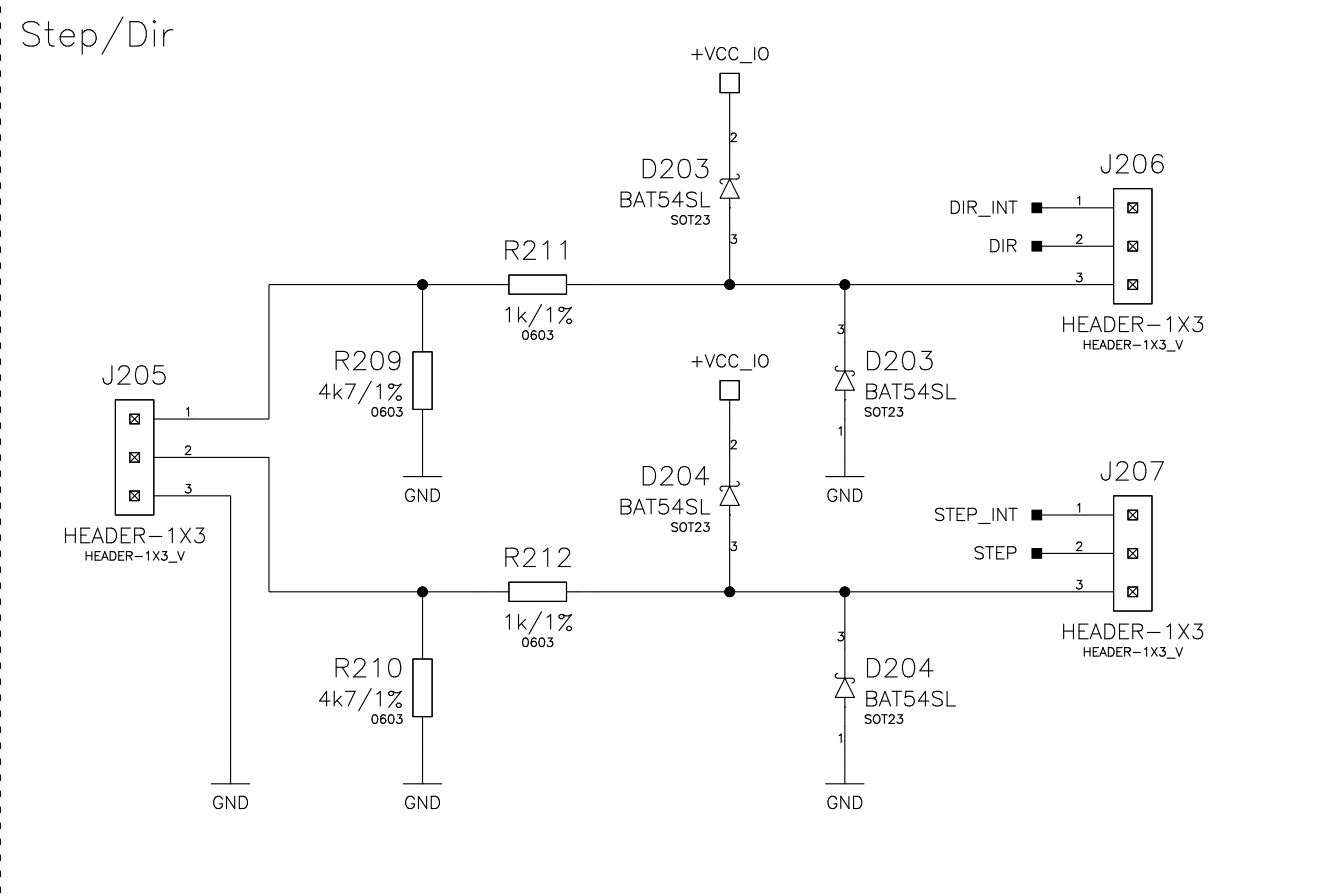 Step/Dir
+VCC_IO
2
D203
BAT54SL
SOT23
3
J206
DIR_INT
1
DIR
2
3
HEADER-1X3
HEADER-1X3_V
R211
1k/1%
0603
R209
4k7/1%
0603
GND
3
D203
BAT54SL
SOT23
1
GND
J205
1
2
3
HEADER-1X3
HEADER-1X3_V
GND
+VCC_IO
2
D204
BAT54SL
SOT23
3
J207
STEP_INT
1
STEP
2
3
HEADER-1X3
HEADER-1X3_V
R212
1k/1%
0603
R210
4k7/1%
0603
GND
3
D204
BAT54SL
SOT23
1
GND